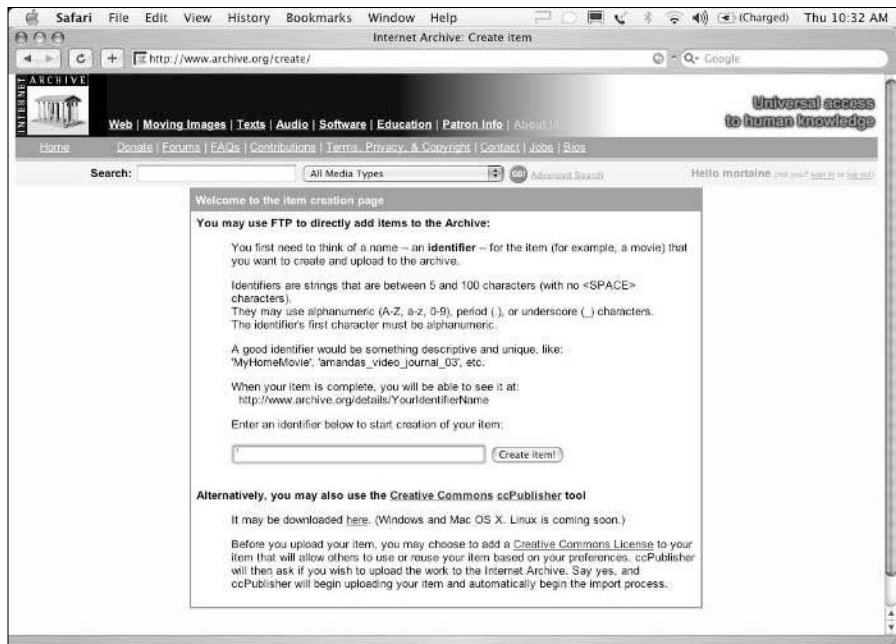 Safari File Edit View History Bookmarks Window Help (Charged) Thu 10:32 AM
Internet Archive: Create item
http://www.archive.org/create/ Google
INTERNET ARCHIVE
Universal access to human knowledge
Web | Moving Images | Texts | Audio | Software | Education | Patron Info | About IA
Home Donate | Forums | FAQs | Contributions | Terms, Privacy, & Copyright | Contact | Jobs | Bios
Search: All Media Types GO! Advanced Search Hello mortaine (not you? sign in or log out)
Welcome to the item creation page
You may use FTP to directly add items to the Archive:
You first need to think of a name -- an identifier -- for the item (for example, a movie) that
you want to create and upload to the archive.
Identifiers are strings that are between 5 and 100 characters (with no <SPACE>
characters).
They may use alphanumeric (A-Z, a-z, 0-9), period (.), or underscore (_) characters.
The identifier's first character must be alphanumeric.
A good identifier would be something descriptive and unique, like:
'MyHomeMovie', 'amandas_video_journal_03', etc.
When your item is complete, you will be able to see it at:
http://www.archive.org/details/YourIdentifierName
Enter an identifier below to start creation of your item:
Create item!
Alternatively, you may also use the Creative Commons ccPublisher tool
It may be downloaded here. (Windows and Mac OS X. Linux is coming soon.)
Before you upload your item, you may choose to add a Creative Commons License to your
item that will allow others to use or reuse your item based on your preferences. ccPublisher
will then ask if you wish to upload the work to the Internet Archive. Say yes, and
ccPublisher will begin uploading your item and automatically begin the import process.